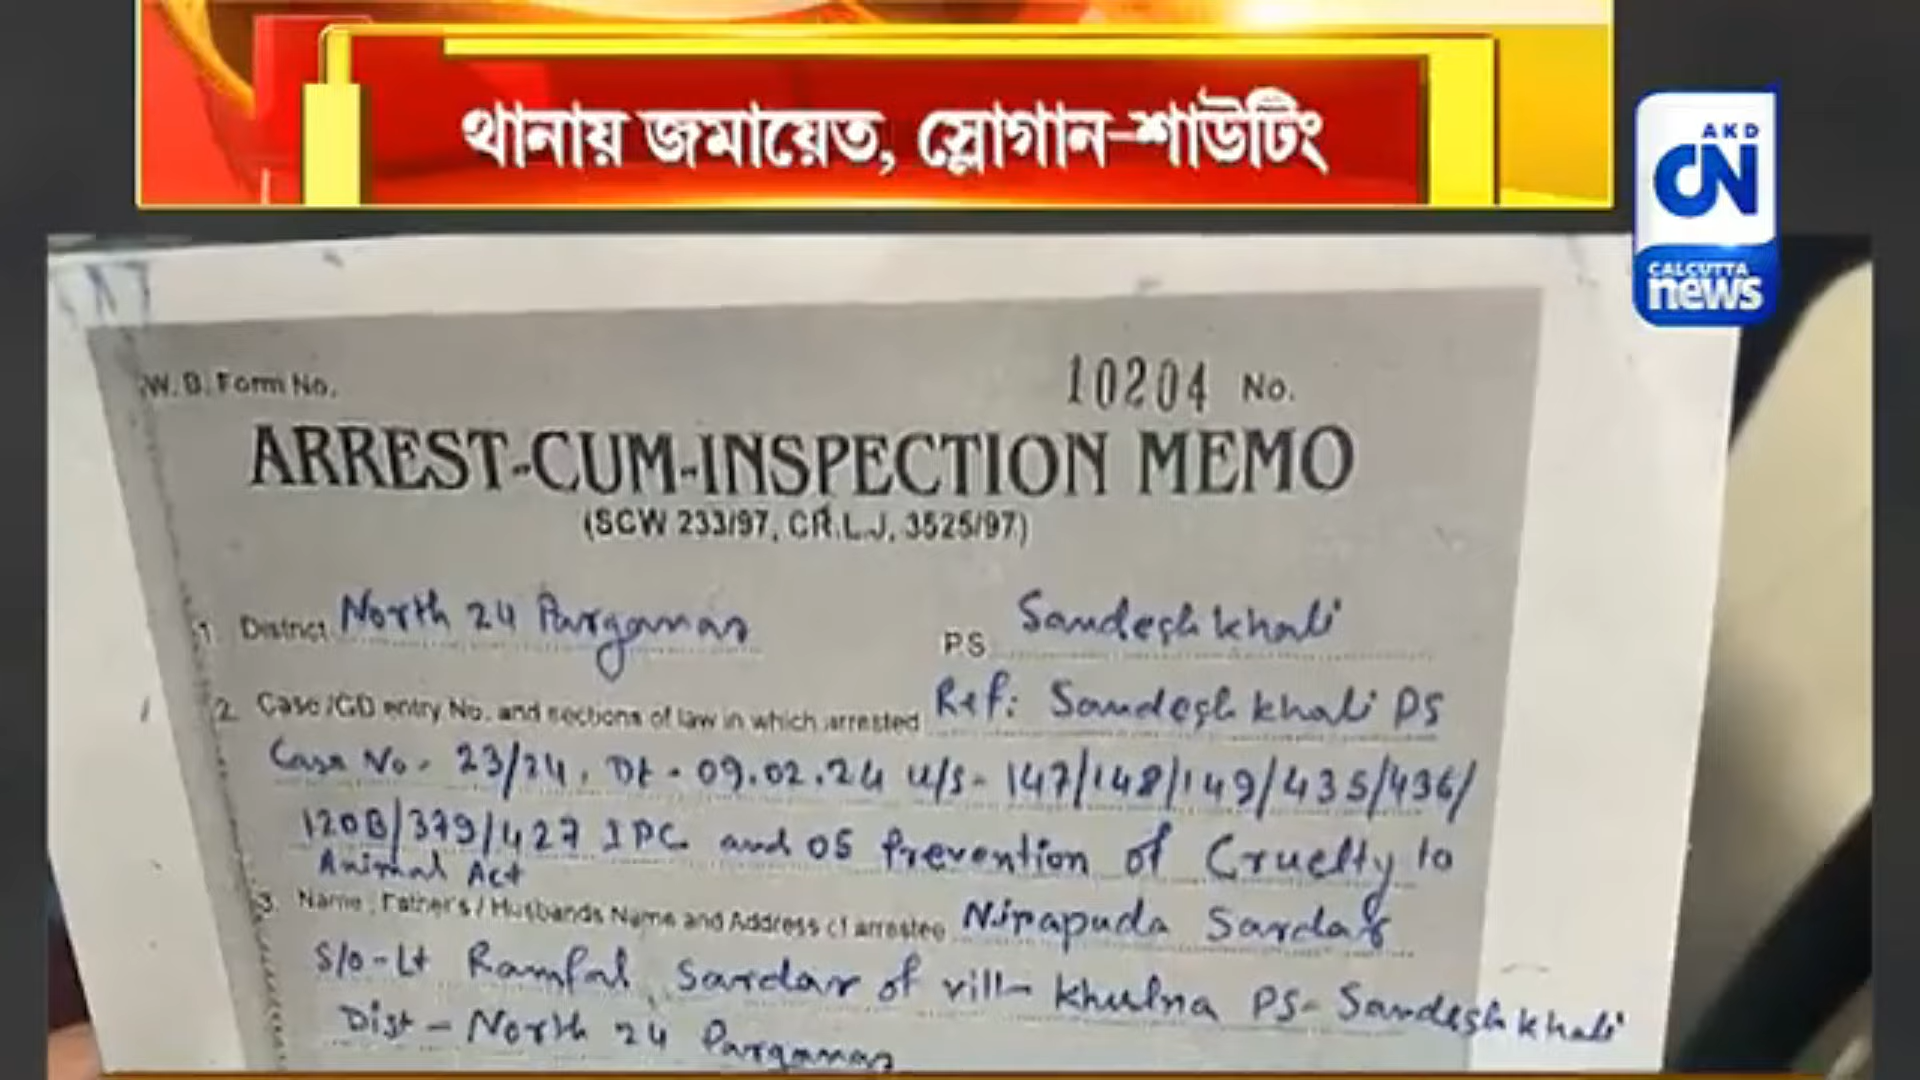 থানায় জমায়েত, স্লোগান-শাউটিং
AKD
CN
CALCUTTA
news
W. B. Form No.
10204 No.
ARREST-CUM-INSPECTION MEMO
(SCW 233/97, CR.L.J, 3525/97)
1. District North 24 Parganas P.S. Sandeshkhali
2. Case /GD entry No. and sections of law in which arrested Ref: Sandeshkhali PS
Case No - 23/24, Dt - 09.02.24 u/s - 147/148/149/435/436/
120B/379/427 IPC and 05 Prevention of Cruelty to
Animal Act
3. Name, Father's / Husbands Name and Address of arrestee Nirapuda Sardar
S/o - Lt Ramfal Sardar of vill- Khulna PS- Sandeshkhali
Dist - North 24 Parganas